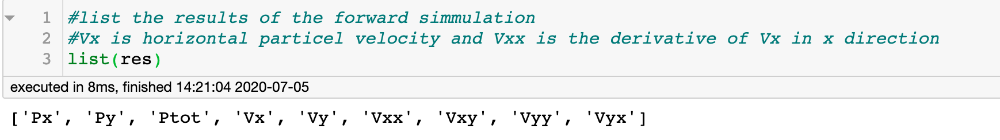 1 #list the results of the forward simmulation
2 #Vx is horizontal particel velocity and Vxx is the derivative of Vx in x direction
3 list(res)
executed in 8ms, finished 14:21:04 2020-07-05
['Px', 'Py', 'Ptot', 'Vx', 'Vy', 'Vxx', 'Vxy', 'Vyy', 'Vyx']